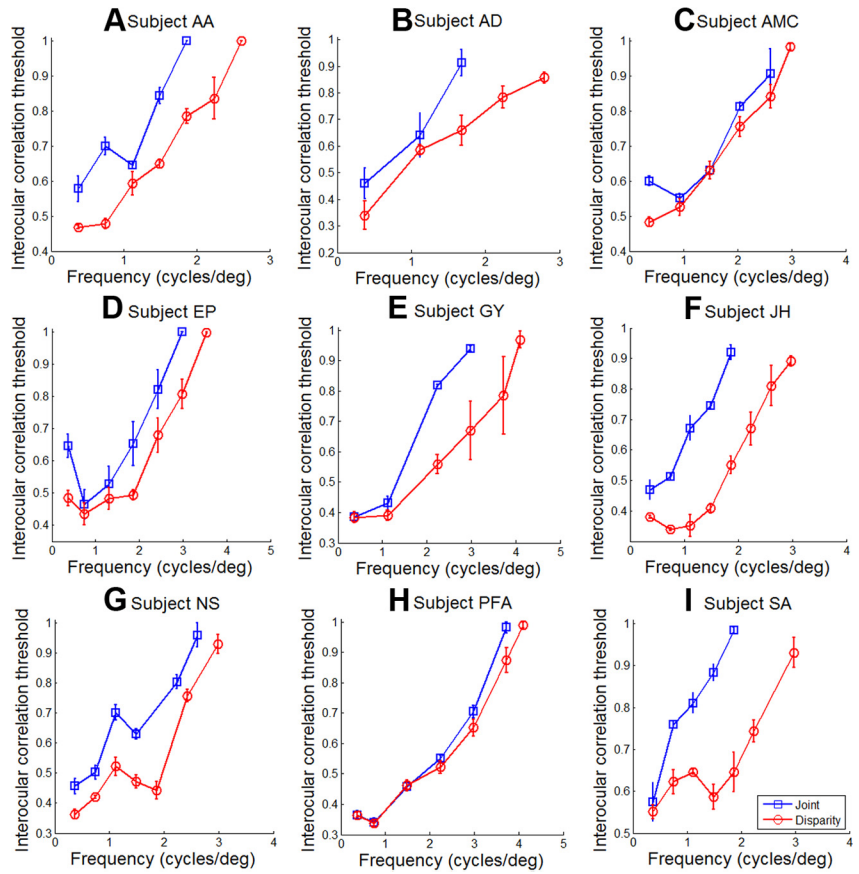 A Subject AA
B Subject AD
C Subject AMC
Interocular correlation threshold
1
0.9
0.8
0.7
0.6
0.5
0.4
0 1 2 3
Frequency (cycles/deg)
Interocular correlation threshold
1
0.9
0.8
0.7
0.6
0.5
0.4
0.3
0.2
0 1 2 3
Frequency (cycles/deg)
Interocular correlation threshold
1
0.9
0.8
0.7
0.6
0.5
0.4
0 1 2 3 4
Frequency (cycles/deg)
D Subject EP
E Subject GY
F Subject JH
Interocular correlation threshold
1
0.9
0.8
0.7
0.6
0.5
0.4
0 1 2 3 4 5
Frequency (cycles/deg)
Interocular correlation threshold
1
0.9
0.8
0.7
0.6
0.5
0.4
0.3
0 1 2 3 4 5
Frequency (cycles/deg)
Interocular correlation threshold
1
0.9
0.8
0.7
0.6
0.5
0.4
0 1 2 3 4
Frequency (cycles/deg)
G Subject NS
H Subject PFA
I Subject SA
Interocular correlation threshold
1
0.9
0.8
0.7
0.6
0.5
0.4
0.3
0 1 2 3 4
Frequency (cycles/deg)
Interocular correlation threshold
1
0.9
0.8
0.7
0.6
0.5
0.4
0.3
0 1 2 3 4 5
Frequency (cycles/deg)
Interocular correlation threshold
1
0.9
0.8
0.7
0.6
0.5
0 1 2 3 4
Frequency (cycles/deg)
Joint
Disparity